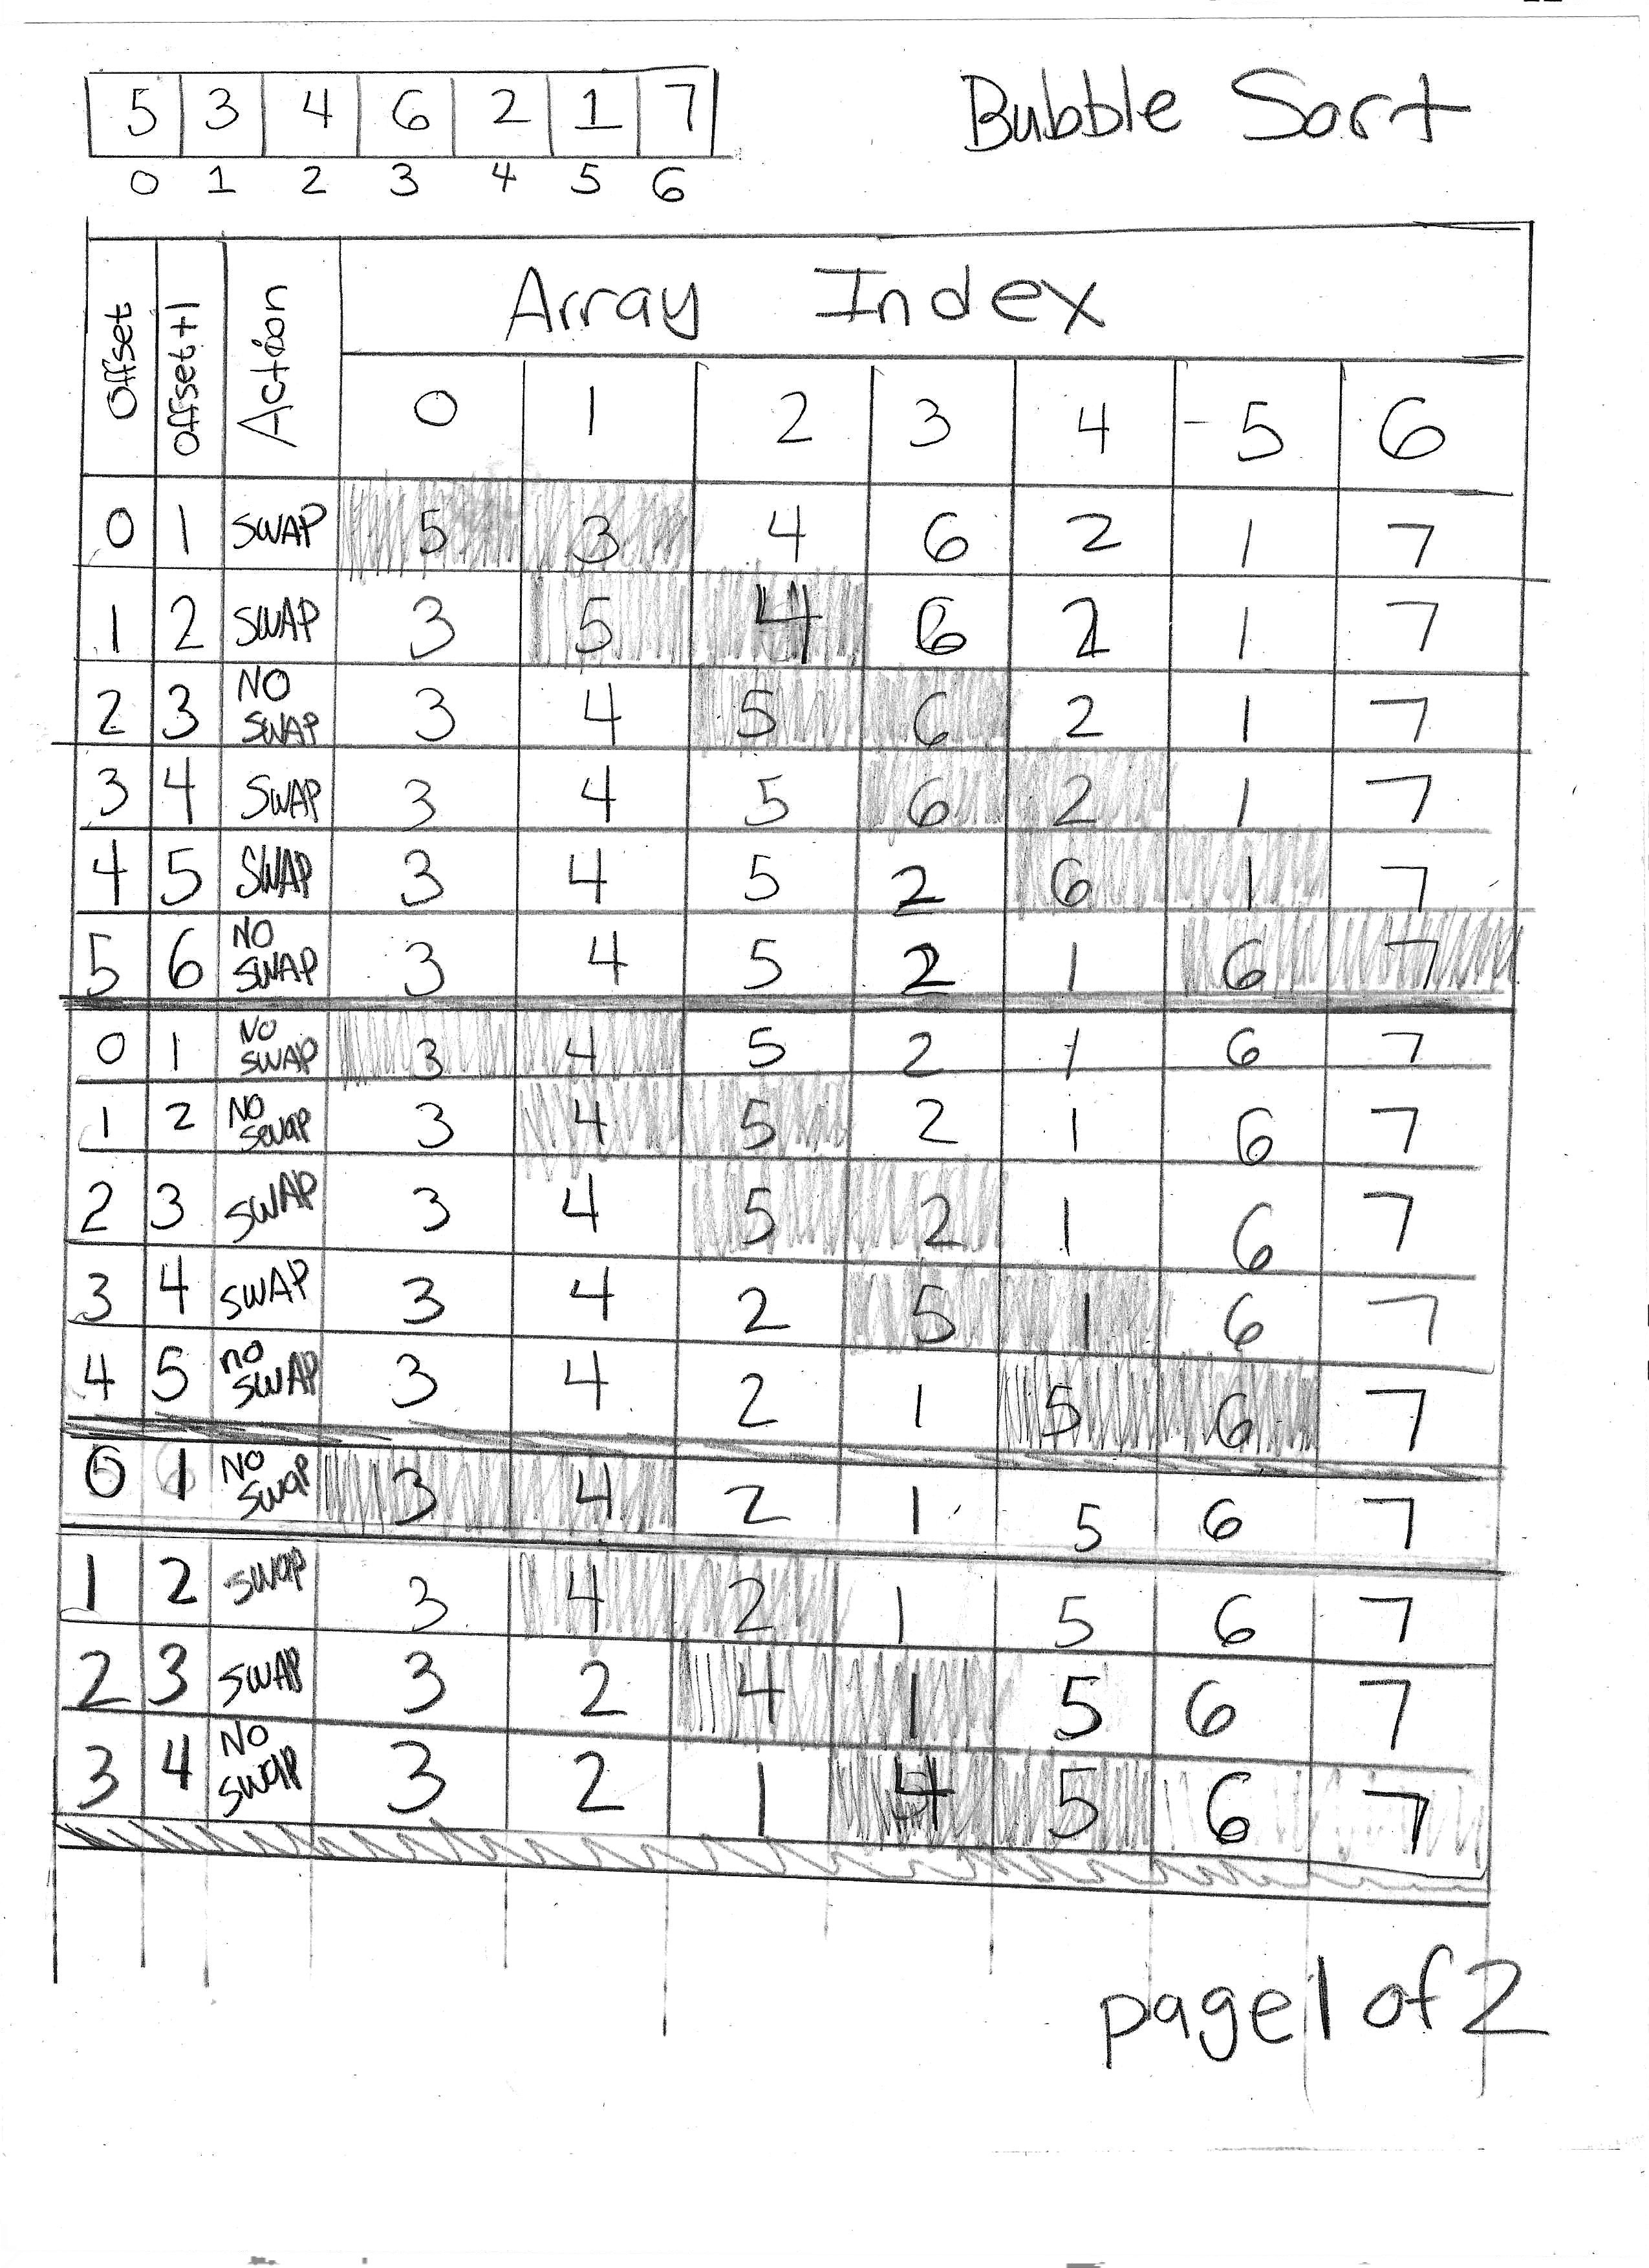 5 3 4 6 2 1 7
0 1 2 3 4 5 6
Bubble Sort
Offset offset+1 Action Array Index
0 1 2 3 4 5 6
0 1 SWAP 5 3 4 6 2 1 7
1 2 SWAP 3 5 4 6 2 1 7
2 3 NO SWAP 3 4 5 6 2 1 7
3 4 SWAP 3 4 5 6 2 1 7
4 5 SWAP 3 4 5 2 6 1 7
5 6 NO SWAP 3 4 5 2 1 6 7
0 1 NO SWAP 3 4 5 2 1 6 7
1 2 NO swap 3 4 5 2 1 6 7
2 3 SWAP 3 4 5 2 1 6 7
3 4 SWAP 3 4 2 5 1 6 7
4 5 no SWAP 3 4 2 1 5 6 7
0 1 NO swap 3 4 2 1 5 6 7
1 2 swap 3 4 2 1 5 6 7
2 3 SWAP 3 2 4 1 5 6 7
3 4 NO swap 3 2 1 4 5 6 7
page 1 of 2